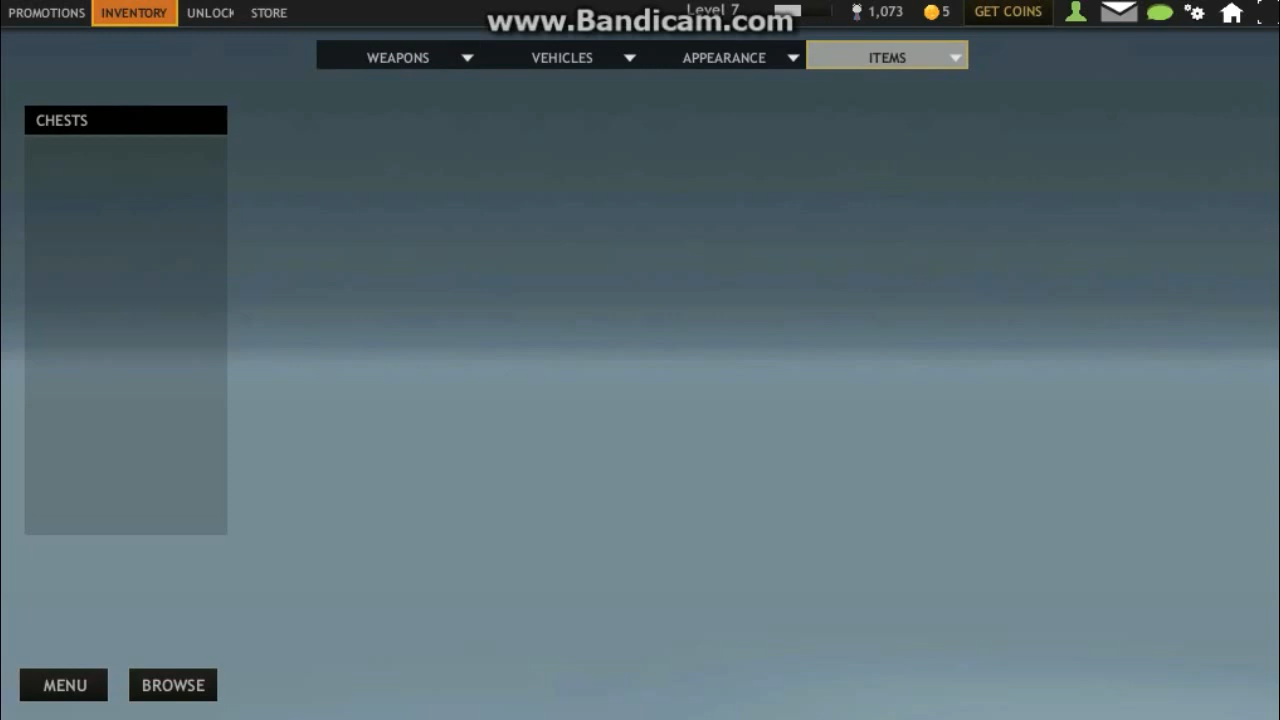 PROMOTIONS INVENTORY UNLOCK STORE www.Bandicam.com Level 7 1,073 5 GET COINS
WEAPONS VEHICLES APPEARANCE ITEMS
CHESTS
MENU BROWSE